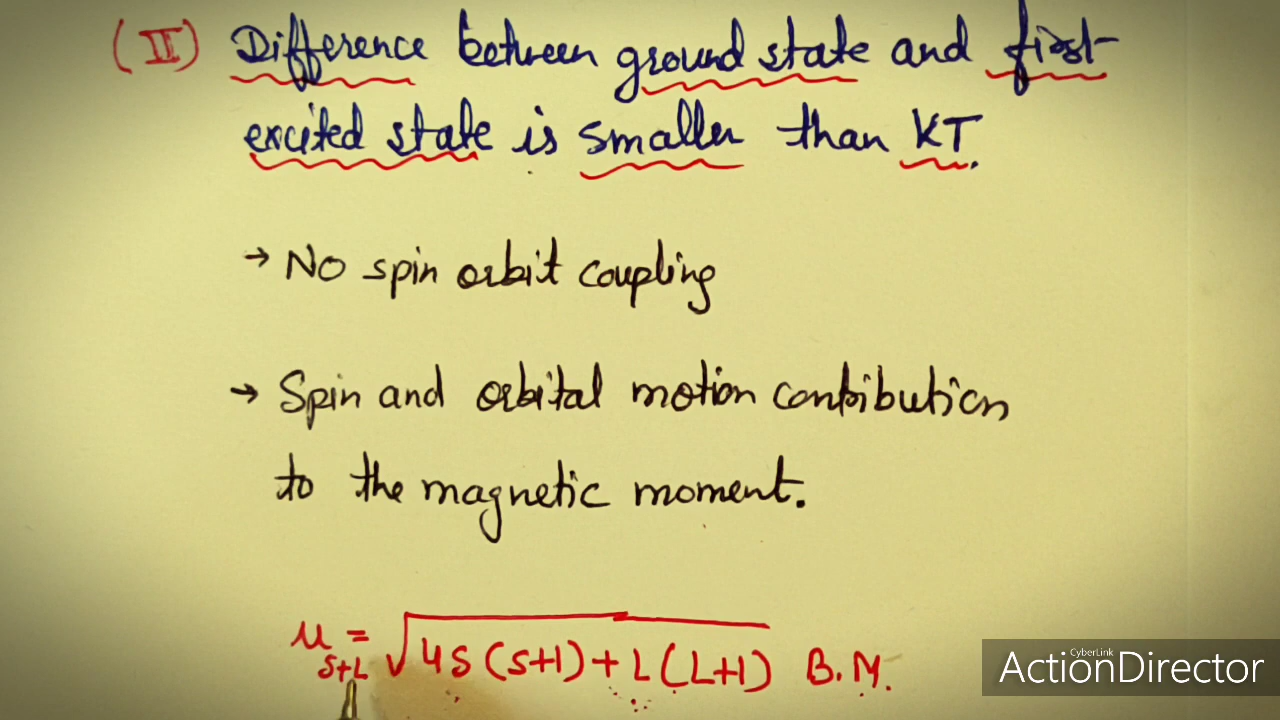 (II) Difference between ground state and first
excited state is smaller than KT.
→ No spin orbit coupling
→ Spin and orbital motion contribution
to the magnetic moment.
μ_{S+L} = √4S(S+1)+L(L+1) B.M.
CyberLink
ActionDirector